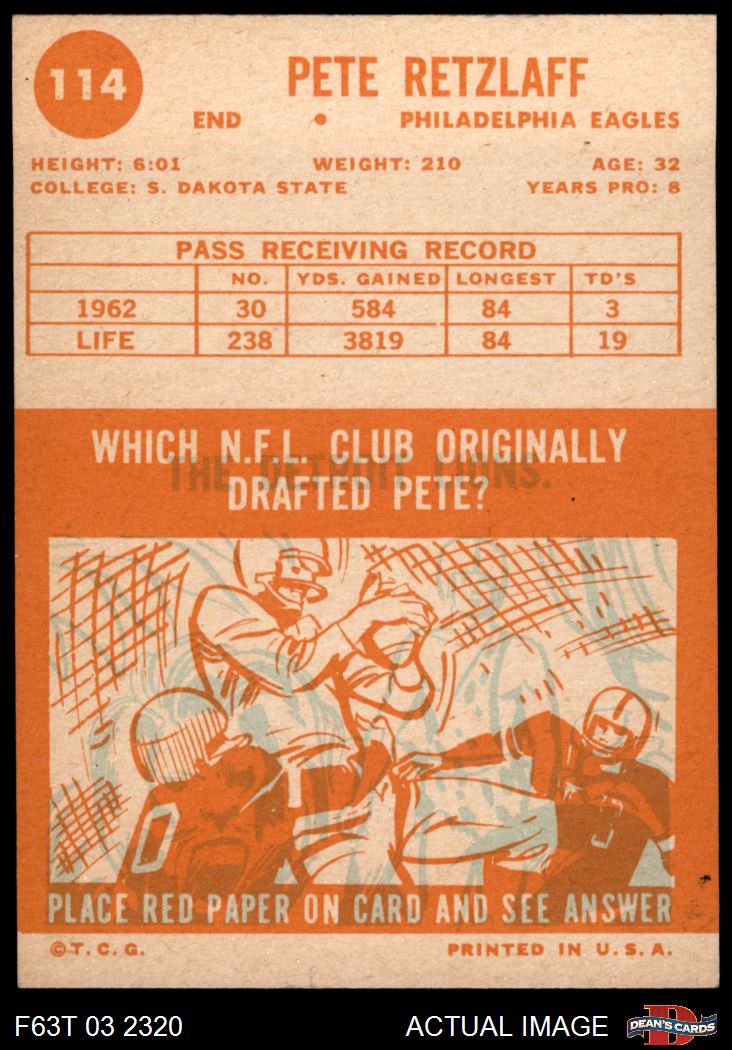 114
PETE RETZLAFF
END • PHILADELPHIA EAGLES
HEIGHT: 6:01 WEIGHT: 210 AGE: 32
COLLEGE: S. DAKOTA STATE YEARS PRO: 8
PASS RECEIVING RECORD
NO. YDS. GAINED LONGEST TD'S
1962 30 584 84 3
LIFE 238 3819 84 19
WHICH N.F.L. CLUB ORIGINALLY
THE DETROIT LIONS.
DRAFTED PETE?
PLACE RED PAPER ON CARD AND SEE ANSWER
©T.C.G. PRINTED IN U.S.A.
F63T 03 2320 ACTUAL IMAGE D DEAN'S CARDS